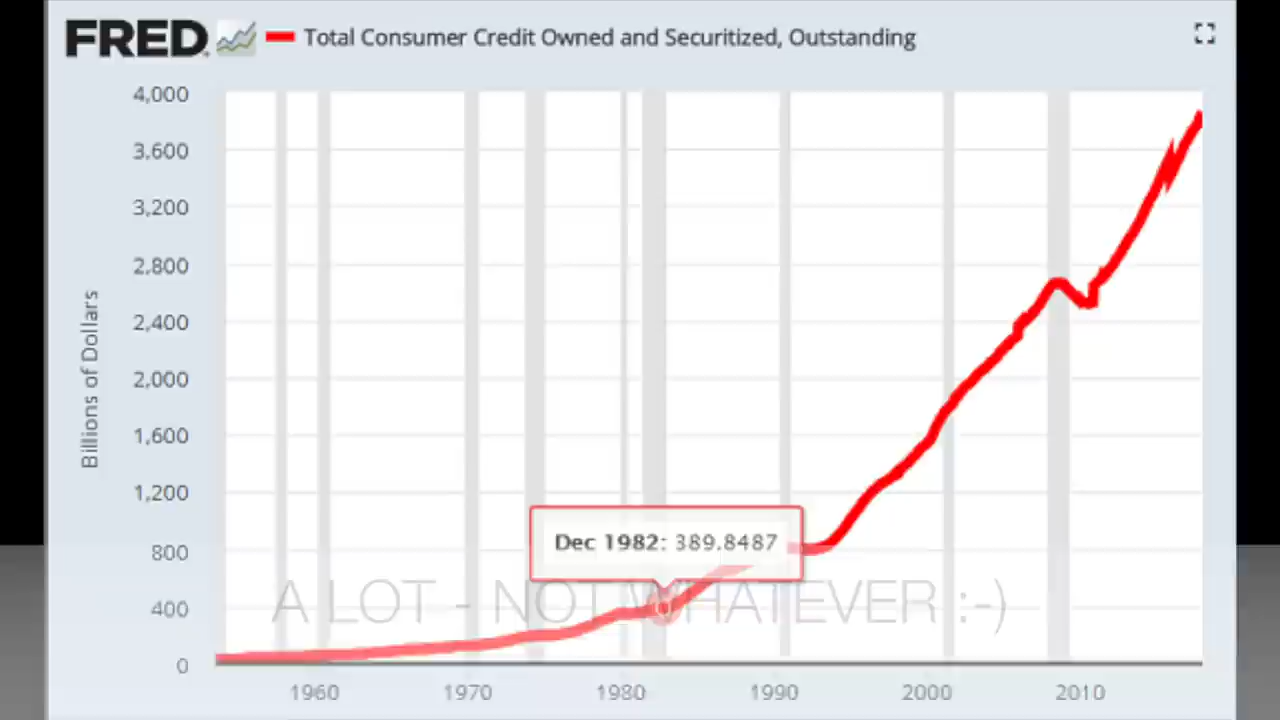 FRED Total Consumer Credit Owned and Securitized, Outstanding
4,000
3,600
3,200
2,800
2,400
2,000
1,600
1,200
800
400
0
Billions of Dollars
Dec 1982: 389.8487
A LOT - NOT WHATEVER :-)
1960 1970 1980 1990 2000 2010